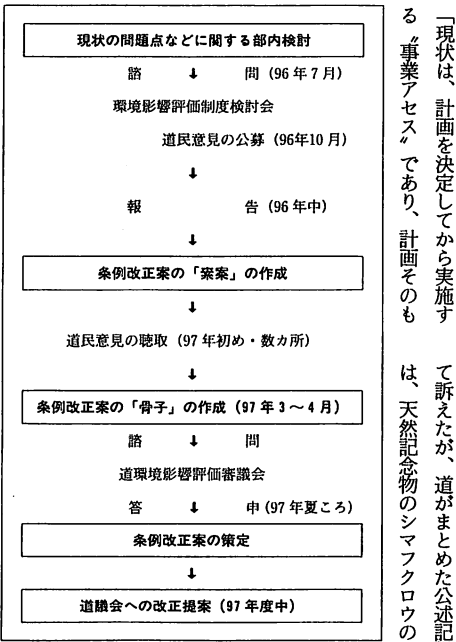 現状の問題点などに関する部内検討
諮 ↓ 問(96年7月)
環境影響評価制度検討会
道民意見の公募(96年10月)
↓
報 告(96年中)
↓
条例改正案の「案案」の作成
↓
道民意見の聴取(97年初め・数カ所)
↓
条例改正案の「骨子」の作成(97年3〜4月)
諮 ↓ 問
道環境影響評価審議会
答 ↓ 申(97年夏ころ)
条例改正案の策定
↓
道議会への改正提案(97年度中)
「現状は、計画を決定してから実施す
る〝事業アセス〟であり、計画そのも
て訴えたが、道がまとめた公述記
は、天然記念物のシマフクロウの